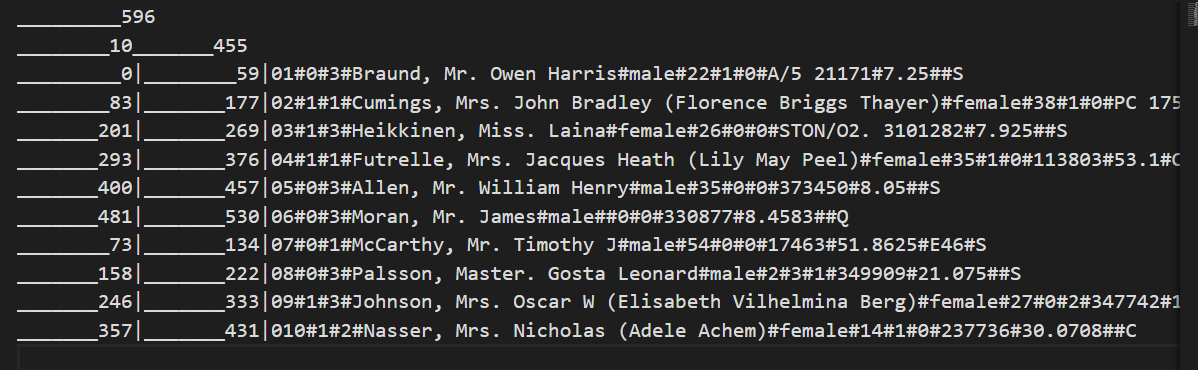 _________596
________10_______455
_________0|________59|01#0#3#Braund, Mr. Owen Harris#male#22#1#0#A/5 21171#7.25##S
________83|_______177|02#1#1#Cumings, Mrs. John Bradley (Florence Briggs Thayer)#female#38#1#0#PC 175
_______201|_______269|03#1#3#Heikkinen, Miss. Laina#female#26#0#0#STON/O2. 3101282#7.925##S
_______293|_______376|04#1#1#Futrelle, Mrs. Jacques Heath (Lily May Peel)#female#35#1#0#113803#53.1#C
_______400|_______457|05#0#3#Allen, Mr. William Henry#male#35#0#0#373450#8.05##S
_______481|_______530|06#0#3#Moran, Mr. James#male##0#0#330877#8.4583##Q
________73|_______134|07#0#1#McCarthy, Mr. Timothy J#male#54#0#0#17463#51.8625#E46#S
_______158|_______222|08#0#3#Palsson, Master. Gosta Leonard#male#2#3#1#349909#21.075##S
_______246|_______333|09#1#3#Johnson, Mrs. Oscar W (Elisabeth Vilhelmina Berg)#female#27#0#2#347742#1
_______357|_______431|010#1#2#Nasser, Mrs. Nicholas (Adele Achem)#female#14#1#0#237736#30.0708##C